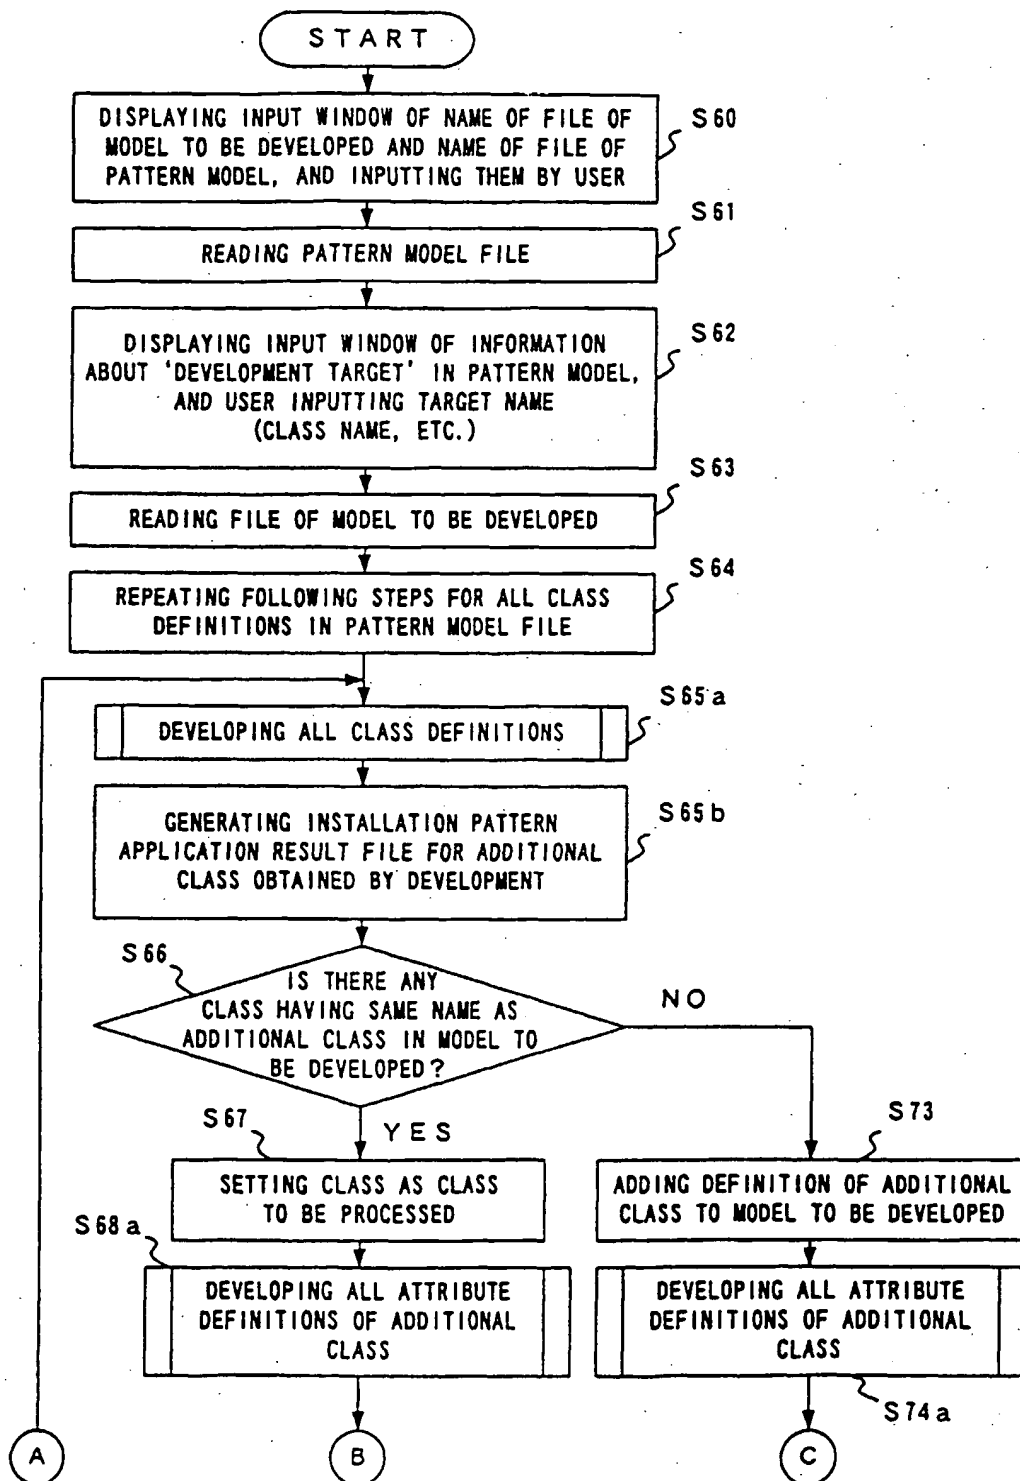 START
DISPLAYING INPUT WINDOW OF NAME OF FILE OF
MODEL TO BE DEVELOPED AND NAME OF FILE OF
PATTERN MODEL, AND INPUTTING THEM BY USER
S60
S61
READING PATTERN MODEL FILE
S62
DISPLAYING INPUT WINDOW OF INFORMATION
ABOUT 'DEVELOPMENT TARGET' IN PATTERN MODEL,
AND USER INPUTTING TARGET NAME
(CLASS NAME, ETC.)
S63
READING FILE OF MODEL TO BE DEVELOPED
S64
REPEATING FOLLOWING STEPS FOR ALL CLASS
DEFINITIONS IN PATTERN MODEL FILE
S65a
DEVELOPING ALL CLASS DEFINITIONS
S65b
GENERATING INSTALLATION PATTERN
APPLICATION RESULT FILE FOR ADDITIONAL
CLASS OBTAINED BY DEVELOPMENT
S66
IS THERE ANY
CLASS HAVING SAME NAME AS
ADDITIONAL CLASS IN MODEL TO
BE DEVELOPED?
NO
YES
S67
SETTING CLASS AS CLASS
TO BE PROCESSED
S73
ADDING DEFINITION OF ADDITIONAL
CLASS TO MODEL TO BE DEVELOPED
S68a
DEVELOPING ALL ATTRIBUTE
DEFINITIONS OF ADDITIONAL
CLASS
DEVELOPING ALL ATTRIBUTE
DEFINITIONS OF ADDITIONAL
CLASS
S74a
A
B
C